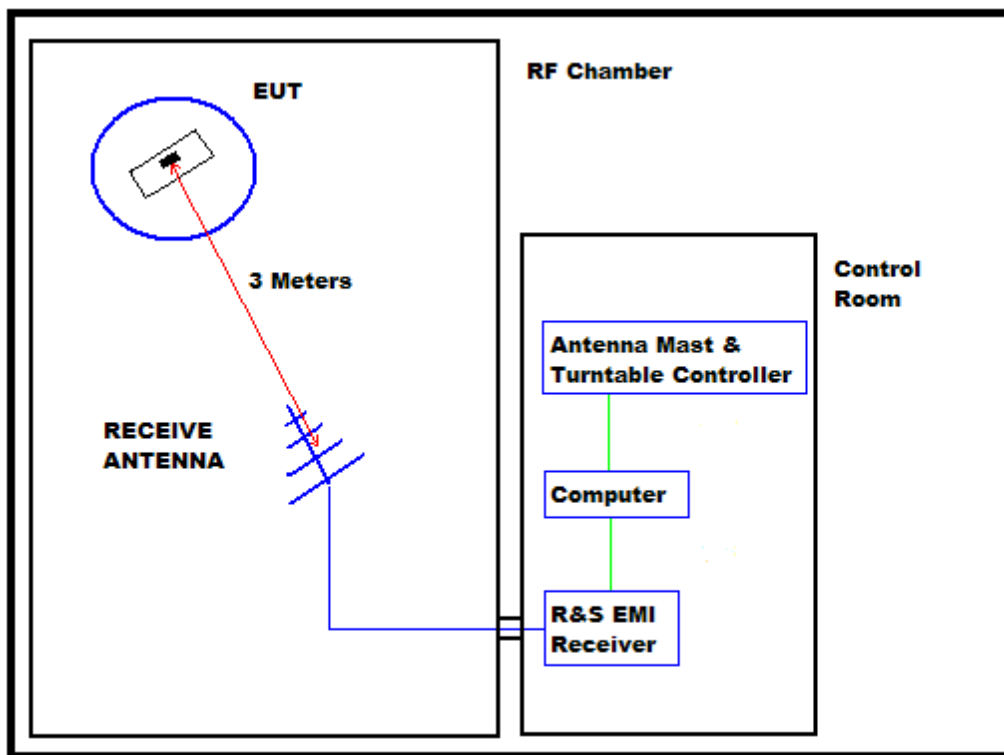 EUT
RF Chamber
3 Meters
Control
Room
Antenna Mast &
Turntable Controller
RECEIVE
ANTENNA
Computer
R&S EMI
Receiver